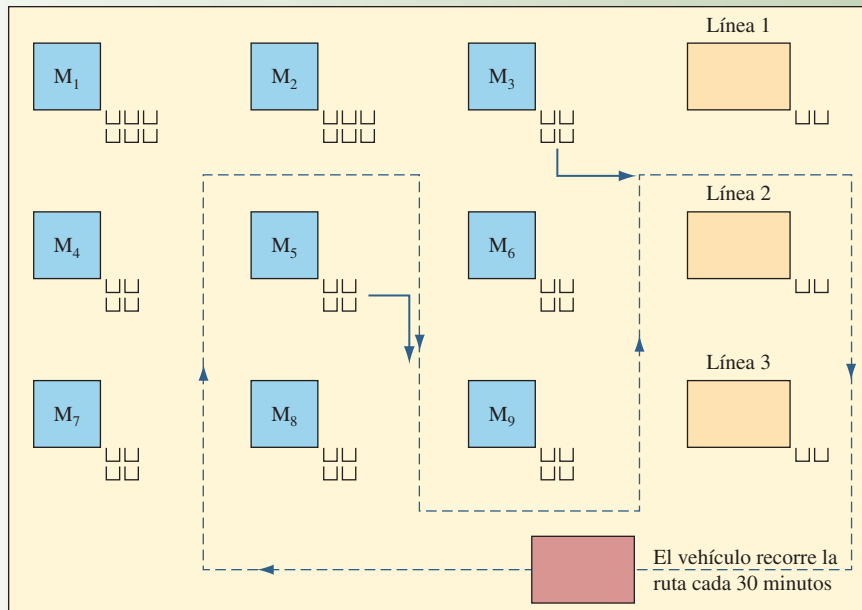 Línea 1
M₁
M₂
M₃
Línea 2
M₄
M₅
M₆
Línea 3
M₇
M₈
M₉
El vehículo recorre la
ruta cada 30 minutos